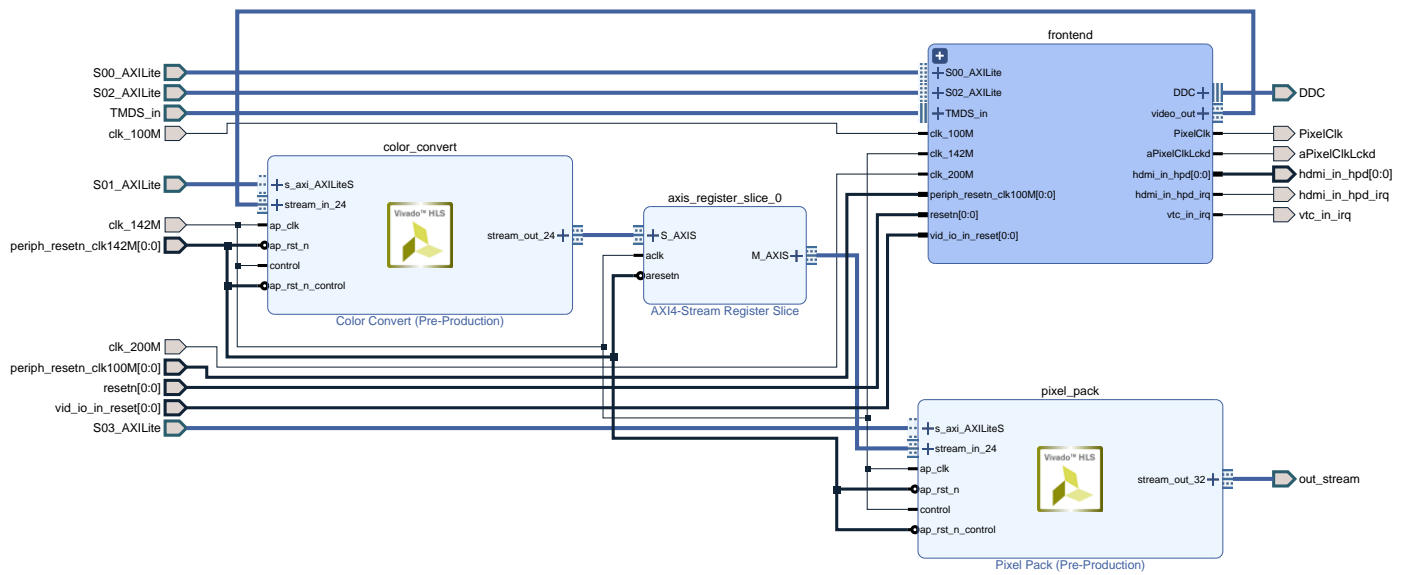 frontend
S00_AXILite
S02_AXILite
TMDS_in
clk_100M
S00_AXILite
S02_AXILite
TMDS_in
clk_100M
clk_142M
clk_200M
periph_resetn_clk100M[0:0]
resetn[0:0]
vid_io_in_reset[0:0]
DDC
video_out
PixelClk
aPixelClkLckd
hdmi_in_hpd[0:0]
hdmi_in_hpd_irq
vtc_in_irq
DDC
PixelClk
aPixelClkLckd
hdmi_in_hpd[0:0]
hdmi_in_hpd_irq
vtc_in_irq
color_convert
S01_AXILite
clk_142M
periph_resetn_clk142M[0:0]
s_axi_AXILiteS
stream_in_24
ap_clk
ap_rst_n
control
ap_rst_n_control
Vivado™ HLS
stream_out_24
Color Convert (Pre-Production)
axis_register_slice_0
S_AXIS
aclk
aresetn
M_AXIS
AXI4-Stream Register Slice
clk_200M
periph_resetn_clk100M[0:0]
resetn[0:0]
vid_io_in_reset[0:0]
S03_AXILite
pixel_pack
s_axi_AXILiteS
stream_in_24
ap_clk
ap_rst_n
control
ap_rst_n_control
Vivado™ HLS
stream_out_32
out_stream
Pixel Pack (Pre-Production)